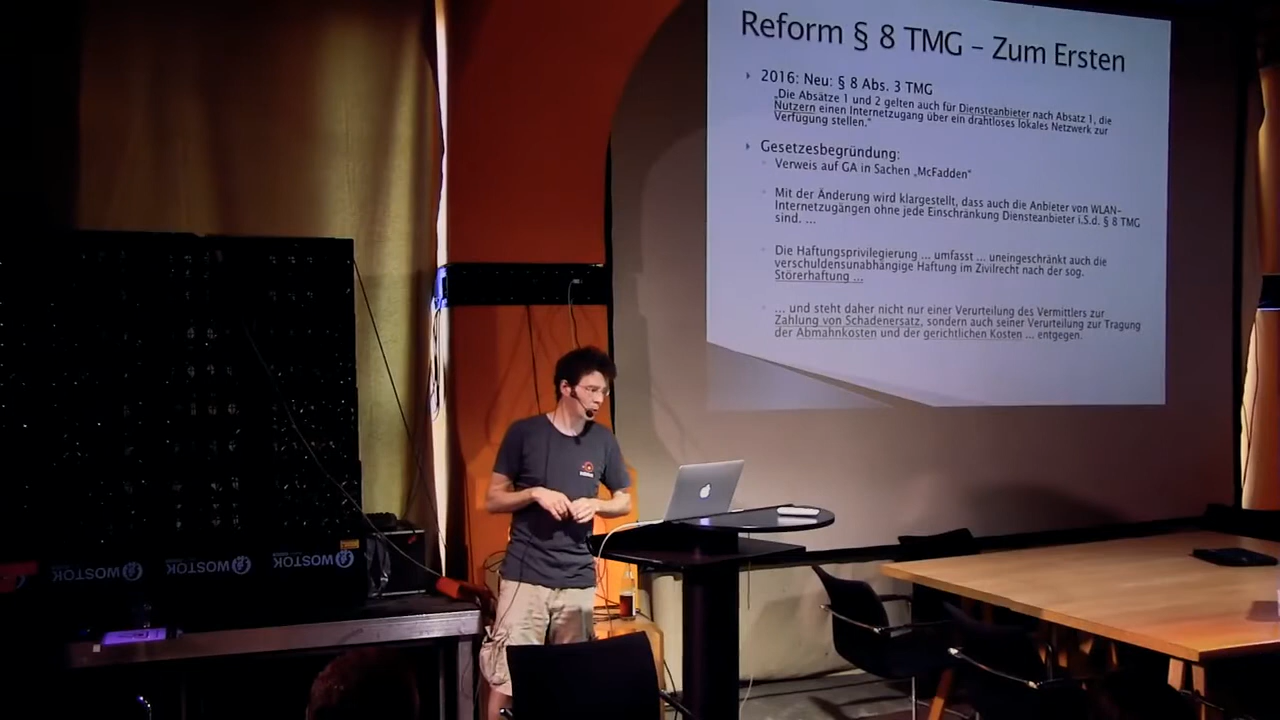 Reform § 8 TMG – Zum Ersten
2016: Neu: § 8 Abs. 3 TMG
„Die Absätze 1 und 2 gelten auch für Diensteanbieter nach Absatz 1, die
Nutzern einen Internetzugang über ein drahtloses lokales Netzwerk zur
Verfügung stellen.“
Gesetzesbegründung:
Verweis auf GA in Sachen „McFadden“
Mit der Änderung wird klargestellt, dass auch die Anbieter von WLAN-
Internetzugängen ohne jede Einschränkung Diensteanbieter i.S.d. § 8 TMG
sind. ...
Die Haftungsprivilegierung ... umfasst ... uneingeschränkt auch die
verschuldensunabhängige Haftung im Zivilrecht nach der sog.
Störerhaftung ...
... und steht daher nicht nur einer Verurteilung des Vermittlers zur
Zahlung von Schadenersatz, sondern auch seiner Verurteilung zur Tragung
der Abmahnkosten und der gerichtlichen Kosten ... entgegen.
WOSTOK WOSTOK WOSTOK